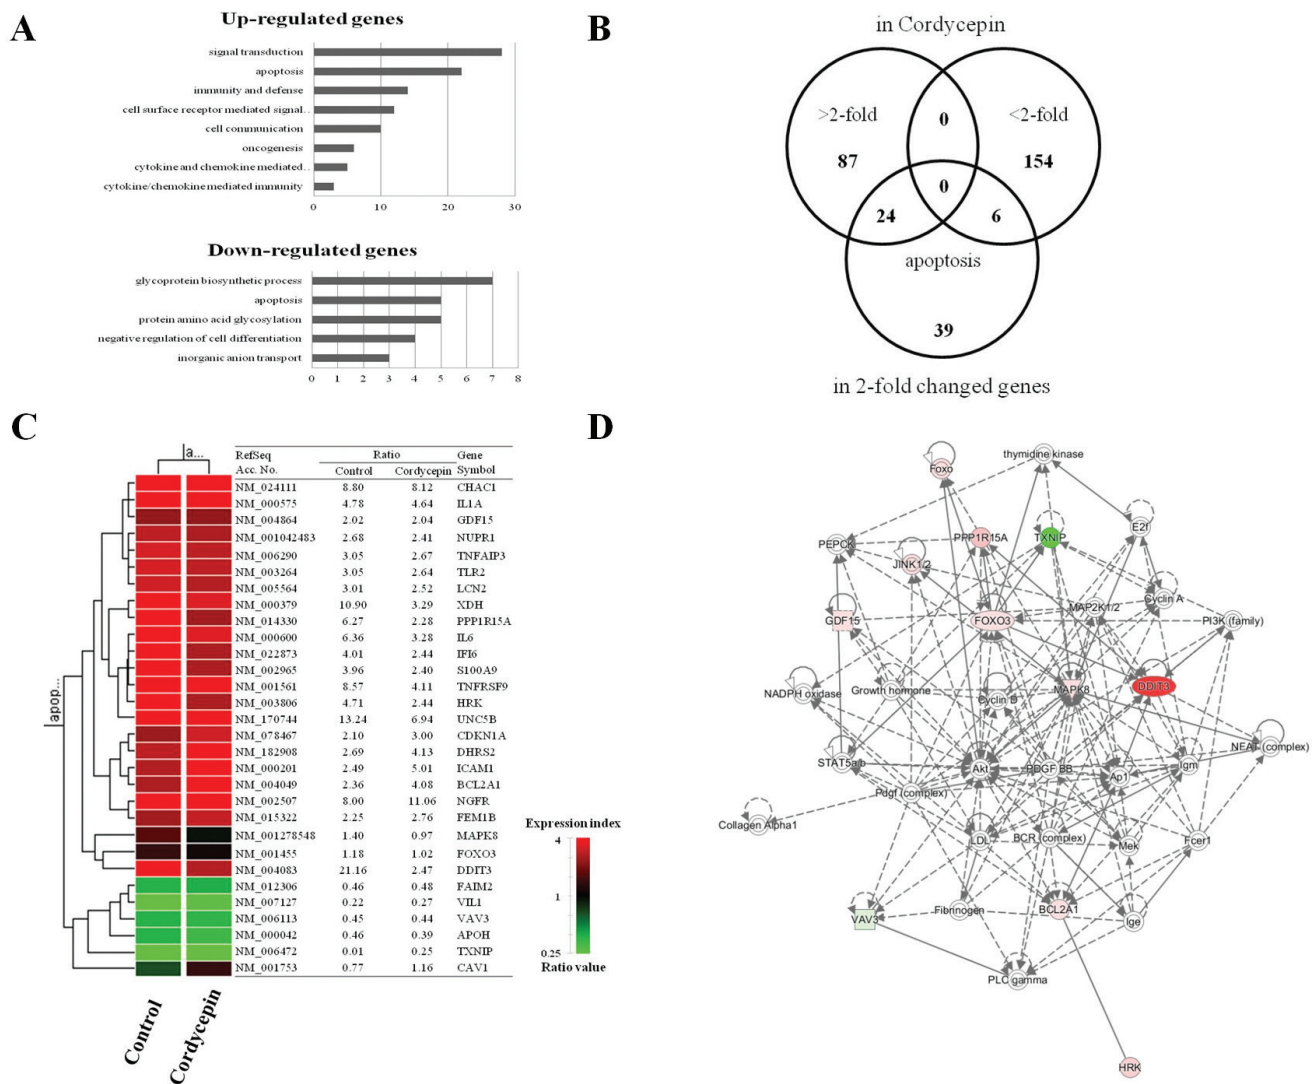 A
Up-regulated genes
signal transduction
apoptosis
immunity and defense
cell surface receptor mediated signal..
cell communication
oncogenesis
cytokine and chemokine mediated..
cytokine/chemokine mediated immunity
0 10 20 30
Down-regulated genes
glycoprotein biosynthetic process
apoptosis
protein amino acid glycosylation
negative regulation of cell differentiation
inorganic anion transport
0 1 2 3 4 5 6 7 8
B
in Cordycepin
>2-fold
<2-fold
0
87
154
0
24
6
apoptosis
39
in 2-fold changed genes
C
a...
lapop...
RefSeq Ratio Gene
Acc. No. Control Cordycepin Symbol
NM_024111 8.80 8.12 CHAC1
NM_000575 4.78 4.64 IL1A
NM_004864 2.02 2.04 GDF15
NM_001042483 2.68 2.41 NUPR1
NM_006290 3.05 2.67 TNFAIP3
NM_003264 3.05 2.64 TLR2
NM_005564 3.01 2.52 LCN2
NM_000379 10.90 3.29 XDH
NM_014330 6.27 2.28 PPP1R15A
NM_000600 6.36 3.28 IL6
NM_022873 4.01 2.44 IFI6
NM_002965 3.96 2.40 S100A9
NM_001561 8.57 4.11 TNFRSF9
NM_003806 4.71 2.44 HRK
NM_170744 13.24 6.94 UNC5B
NM_078467 2.10 3.00 CDKN1A
NM_182908 2.69 4.13 DHRS2
NM_000201 2.49 5.01 ICAM1
NM_004049 2.36 4.08 BCL2A1
NM_002507 8.00 11.06 NGFR
NM_015322 2.25 2.76 FEM1B
NM_001278548 1.40 0.97 MAPK8
NM_001455 1.18 1.02 FOXO3
NM_004083 21.16 2.47 DDIT3
NM_012306 0.46 0.48 FAIM2
NM_007127 0.22 0.27 VIL1
NM_006113 0.45 0.44 VAV3
NM_000042 0.46 0.39 APOH
NM_006472 0.01 0.25 TXNIP
NM_001753 0.77 1.16 CAV1
Control
Cordycepin
Expression index
4
1
0.25
Ratio value
D
Foxo
thymidine kinase
E2f
PEPCK
PPP1R15A
TXNIP
JINK1/2
Cyclin A
MAP2K1/2
GDF15
FOXO3
PI3K (family)
NADPH oxidase
Growth hormone
Cyclin D
MAPK8
DDIT3
NFAT (complex)
STAT5a/b
Akt
PDGF BB
Ap1
Igm
Pdgf (complex)
Collagen Alpha1
LDL
BCR (complex)
Mek
Fcer1
VAV3
Fibrinogen
BCL2A1
Ige
PLC gamma
HRK